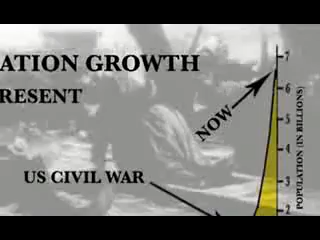 ATION GROWTH
RESENT
NOW
US CIVIL WAR
7
6
5
4
3
2
POPULATION (IN BILLIONS)